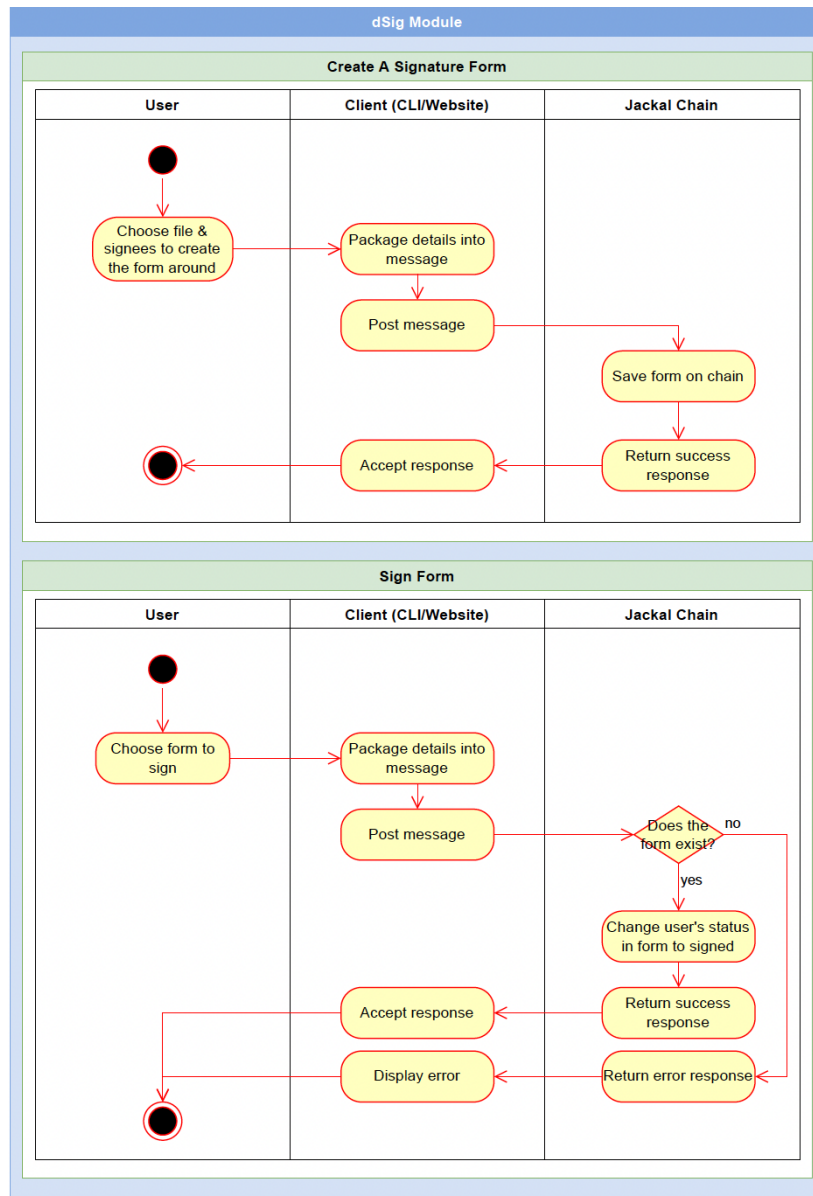 dSig Module
Create A Signature Form
User
Client (CLI/Website)
Jackal Chain
Choose file &
signees to create
the form around
Package details into
message
Post message
Save form on chain
Return success
response
Accept response
Sign Form
User
Client (CLI/Website)
Jackal Chain
Choose form to
sign
Package details into
message
Post message
Does the
form exist?
no
yes
Change user's status
in form to signed
Return success
response
Accept response
Return error response
Display error